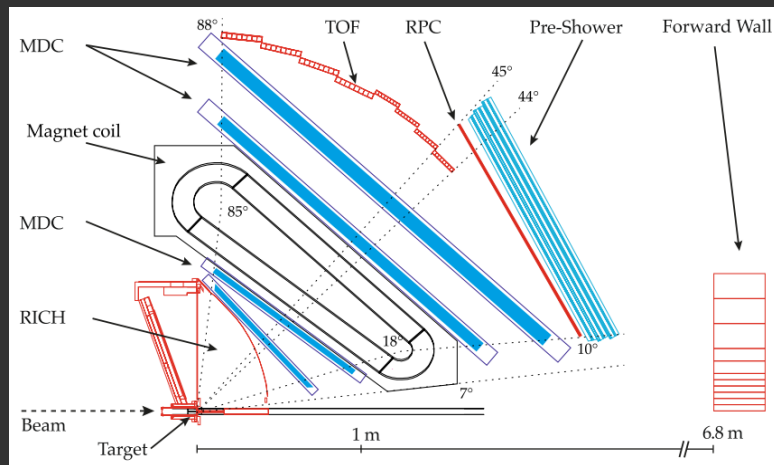 88°
TOF
RPC
Pre-Shower
Forward Wall
MDC
45°
44°
Magnet coil
85°
MDC
RICH
18°
10°
7°
Beam
Target
1 m
6.8 m